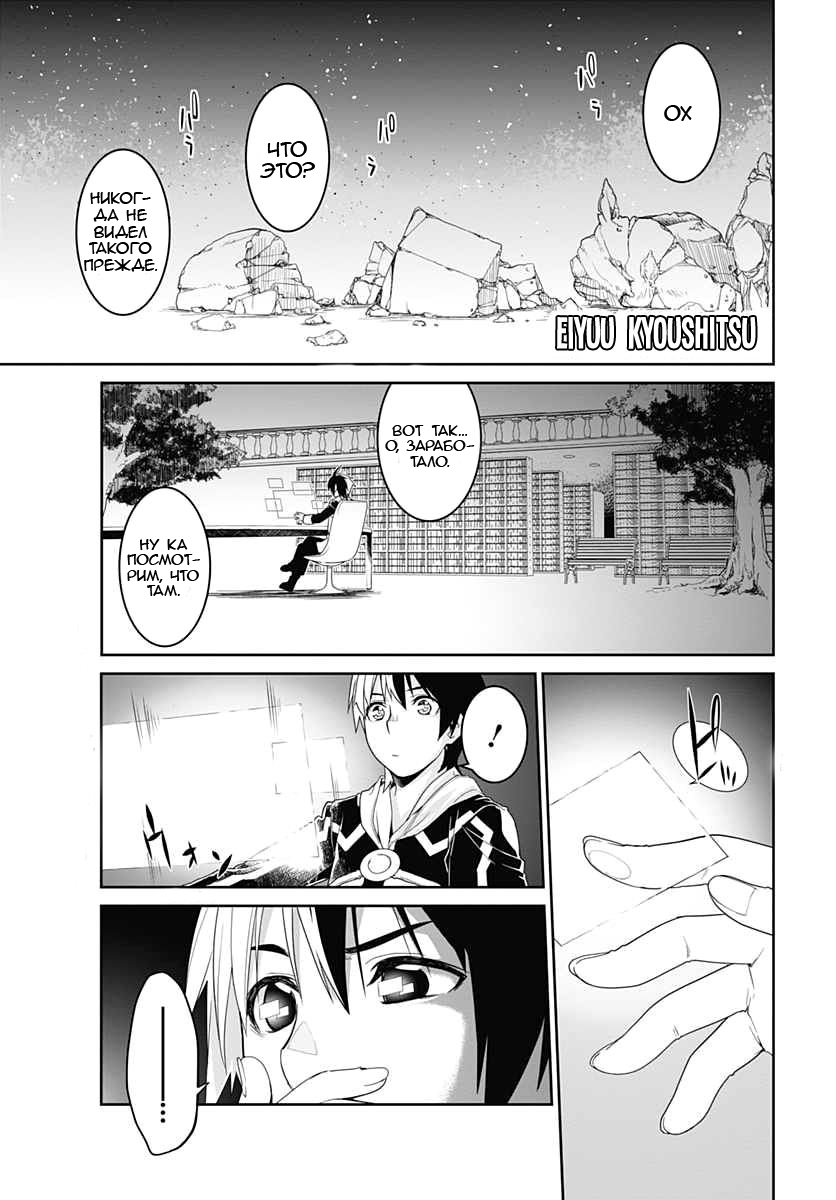 ОХ
ЧТО
ЭТО?
НИКОГ-
ДА НЕ
ВИДЕЛ
ТАКОГО
ПРЕЖДЕ.
EIYUU KYOUSHITSU
ВОТ ТАК...
О, ЗАРАБО-
ТАЛО.
НУ КА
ПОСМОТ-
РИМ, ЧТО
ТАМ.
!